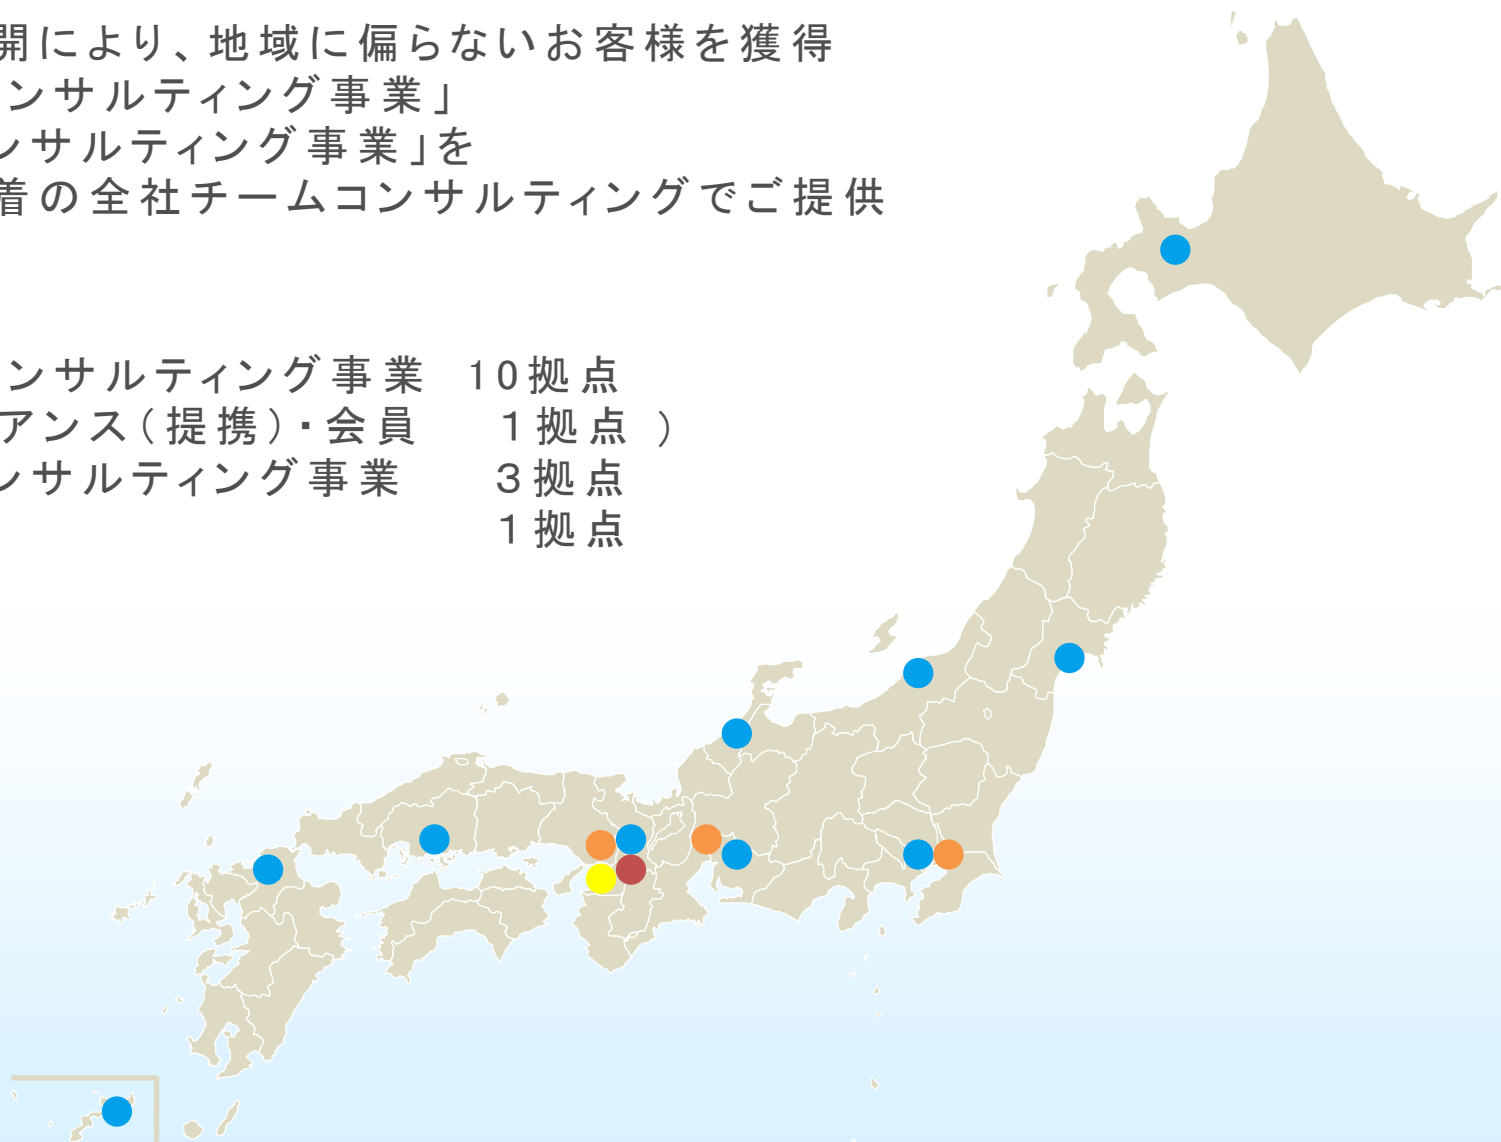 開により、地域に偏らないお客様を獲得
ンサルティング事業」
ンサルティング事業」を
着の全社チームコンサルティングでご提供
ンサルティング事業 10拠点
アンス(提携)・会員 1拠点 )
ンサルティング事業 3拠点
1拠点